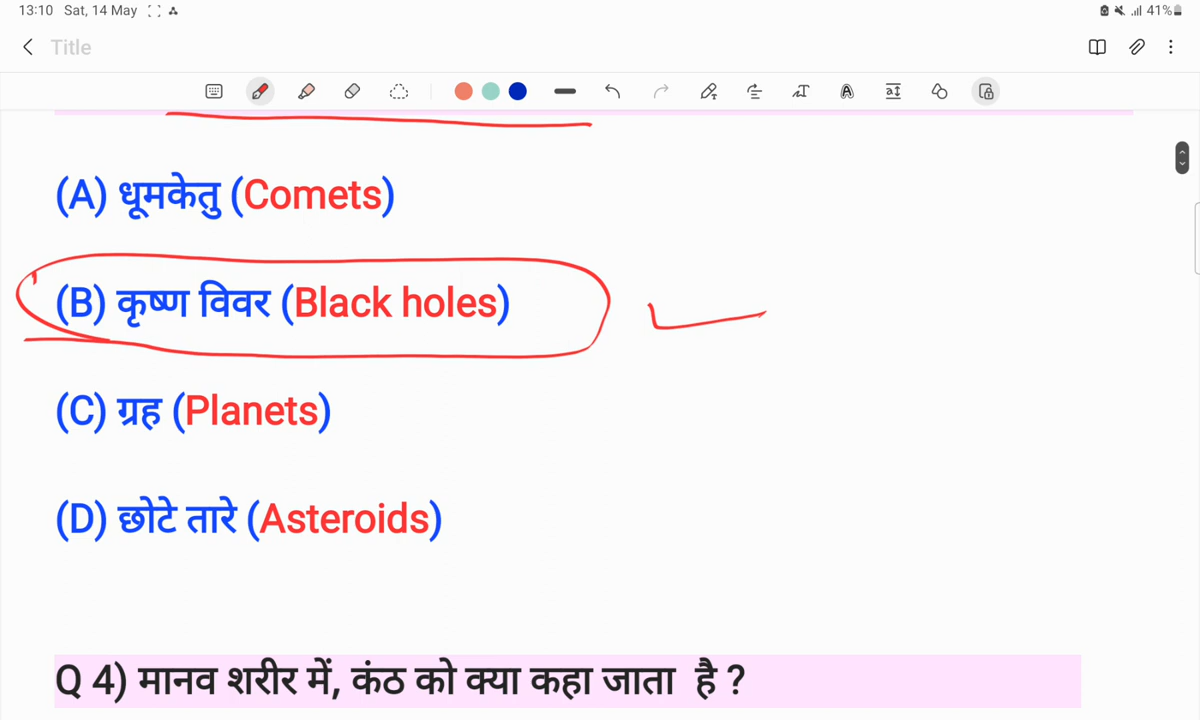 13:10 Sat, 14 May 41%
Title
(A) धूमकेतु (Comets)
(B) कृष्ण विवर (Black holes)
(C) ग्रह (Planets)
(D) छोटे तारे (Asteroids)
Q 4) मानव शरीर में, कंठ को क्या कहा जाता है ?